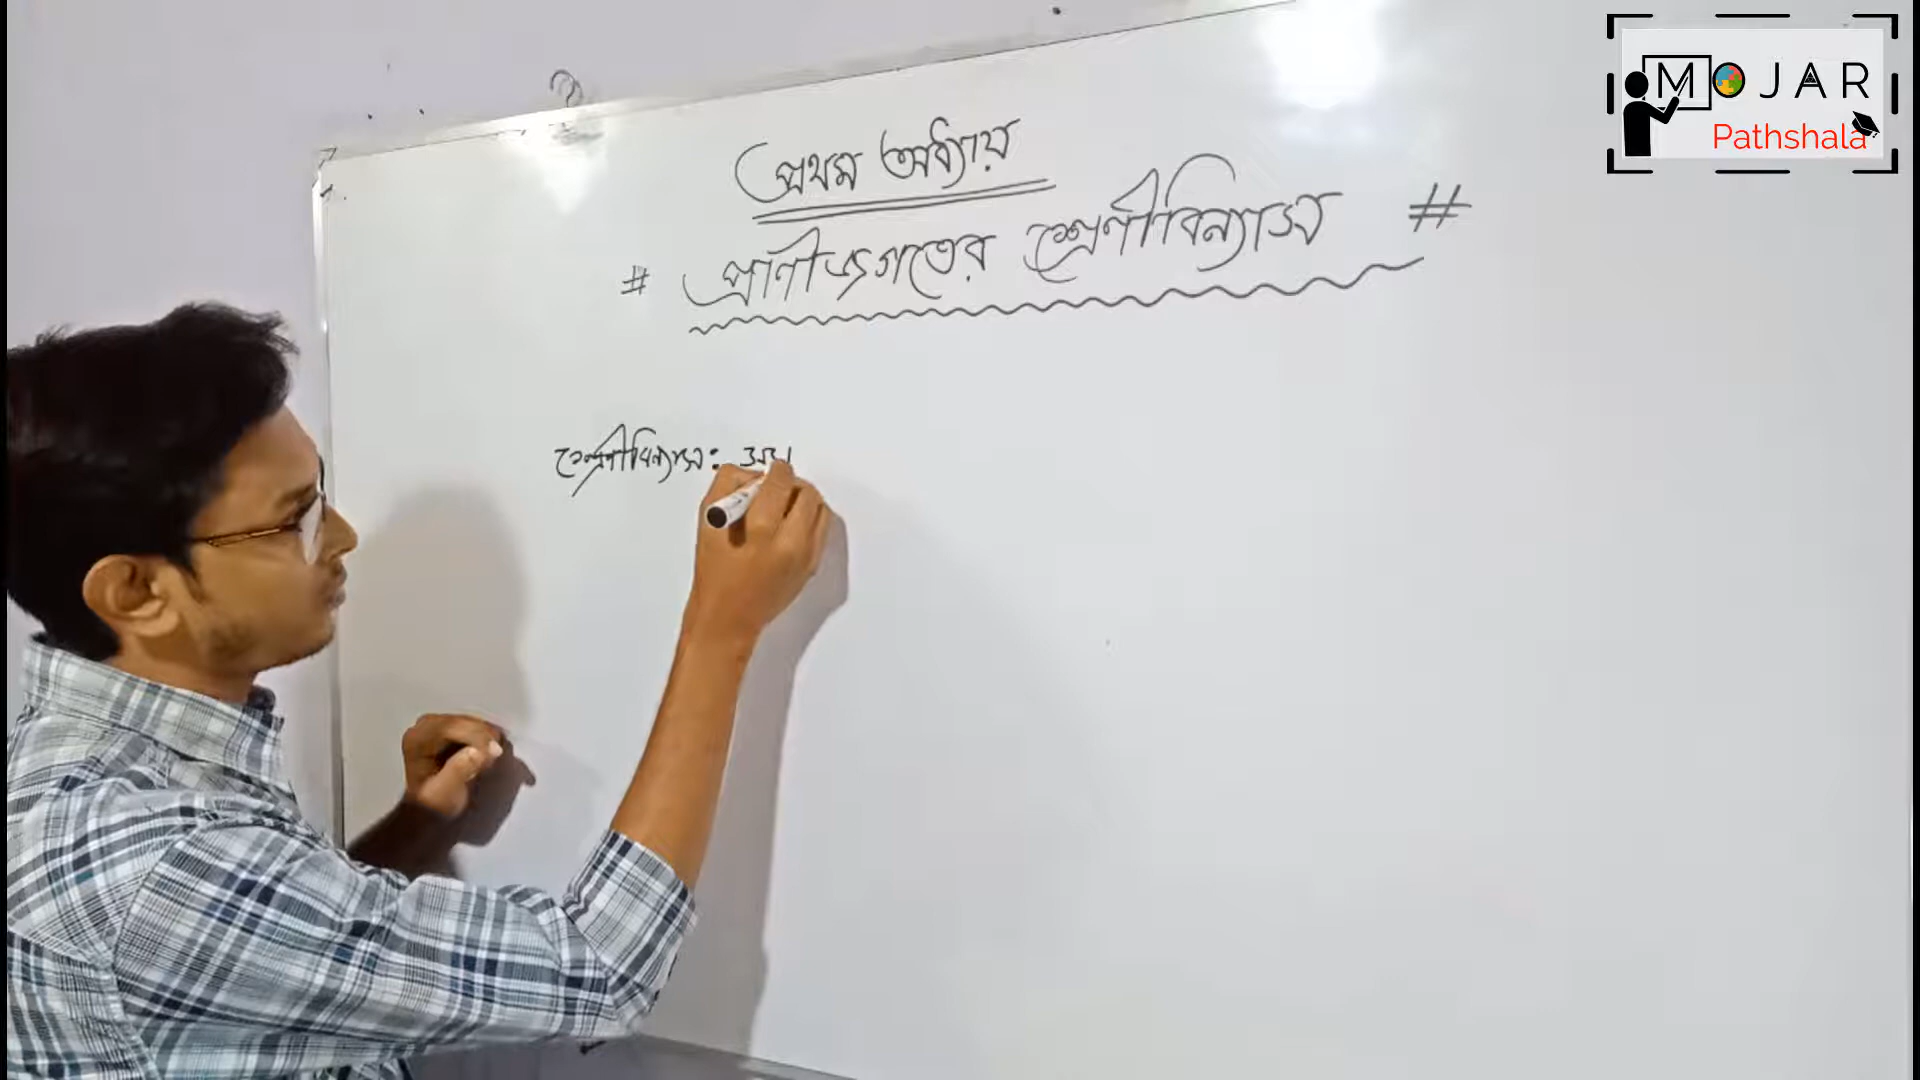 MOJAR
Pathshala
প্রথম অধ্যায়
# প্রাণীজগতের শ্রেণীবিন্যাস #
শ্রেণীবিন্যাস: